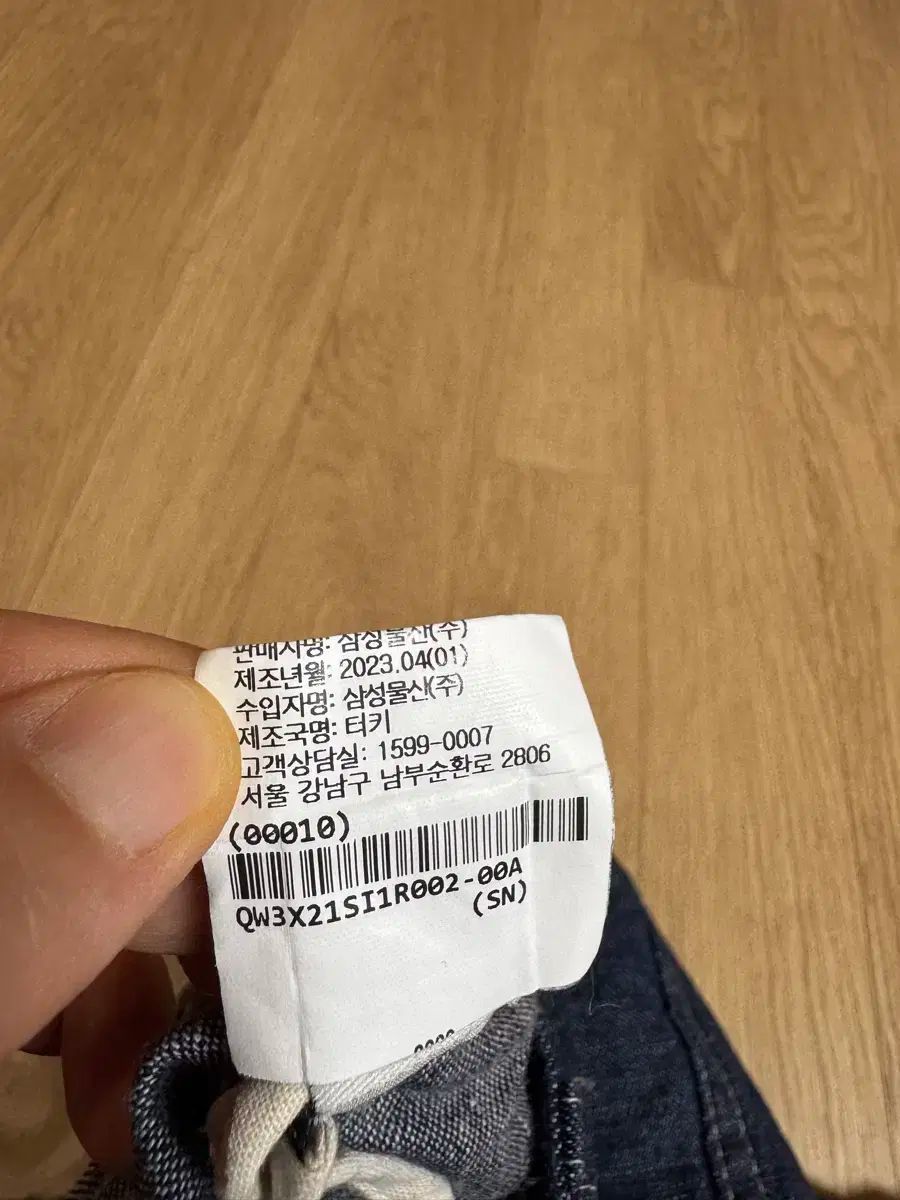 판매자명: 삼성물산(주)
제조년월: 2023.04(01)
수입자명: 삼성물산(주)
제조국명: 터키
고객상담실: 1599-0007
서울 강남구 남부순환로 2806
(00010)
QW3X21SI1R002-00A
(SN)